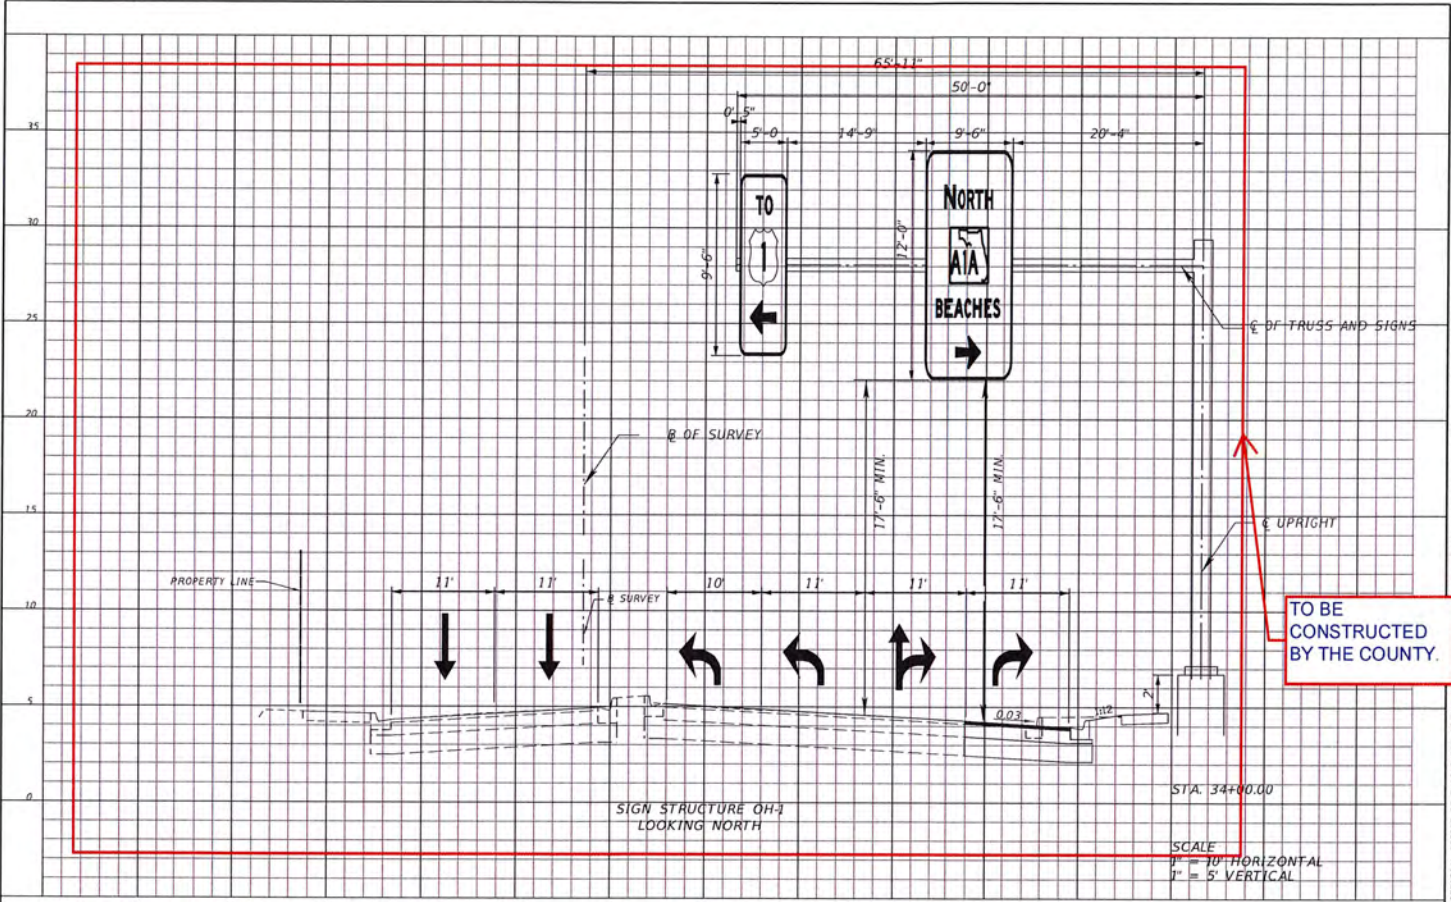 65'-11"
50'-0"
0'.5"
5'-0
14'-9"
9'-6"
20'-4"
35
30
25
20
15
10
5
0
TO
1
9'-6"
NORTH
A1A
BEACHES
12'-0"
℄ OF TRUSS AND SIGNS
℄ OF SURVEY
17'-6" MIN.
17'-6" MIN.
℄ UPRIGHT
PROPERTY LINE
11'
11'
10'
11'
11'
11'
℄ SURVEY
TO BE
CONSTRUCTED
BY THE COUNTY.
2'
0.03
1:12
STA. 34+00.00
SIGN STRUCTURE OH-1
LOOKING NORTH
SCALE
1" = 10' HORIZONTAL
1" = 5' VERTICAL